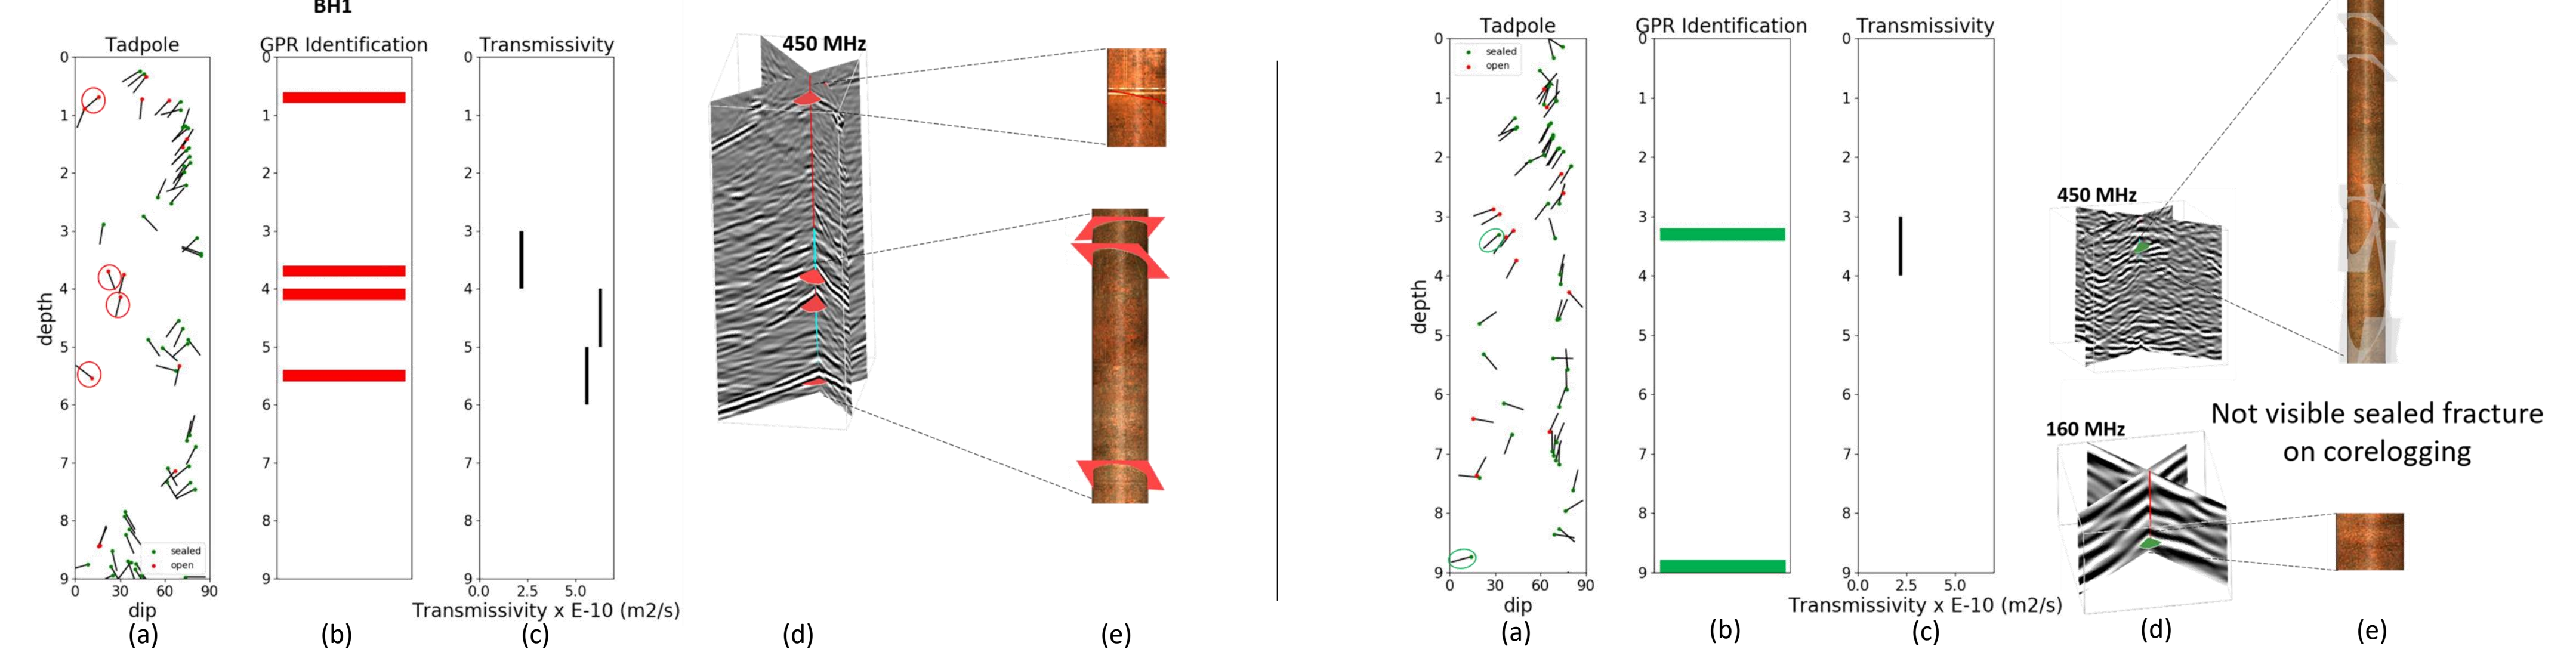 BH1
Tadpole
GPR Identification
Transmissivity
0
1
2
3
4
5
6
7
8
9
depth
0
30
60
90
dip
sealed
open
(a)
0
1
2
3
4
5
6
7
8
9
(b)
0
1
2
3
4
5
6
7
8
9
0.0
2.5
5.0
Transmissivity x E-10 (m2/s)
(c)
450 MHz
(d)
(e)
Tadpole
GPR Identification
Transmissivity
0
1
2
3
4
5
6
7
8
9
depth
sealed
open
0
30
60
90
dip
(a)
0
1
2
3
4
5
6
7
8
9
(b)
0
1
2
3
4
5
6
7
8
9
0.0
2.5
5.0
Transmissivity x E-10 (m2/s)
(c)
450 MHz
160 MHz
(d)
Not visible sealed fracture
on corelogging
(e)